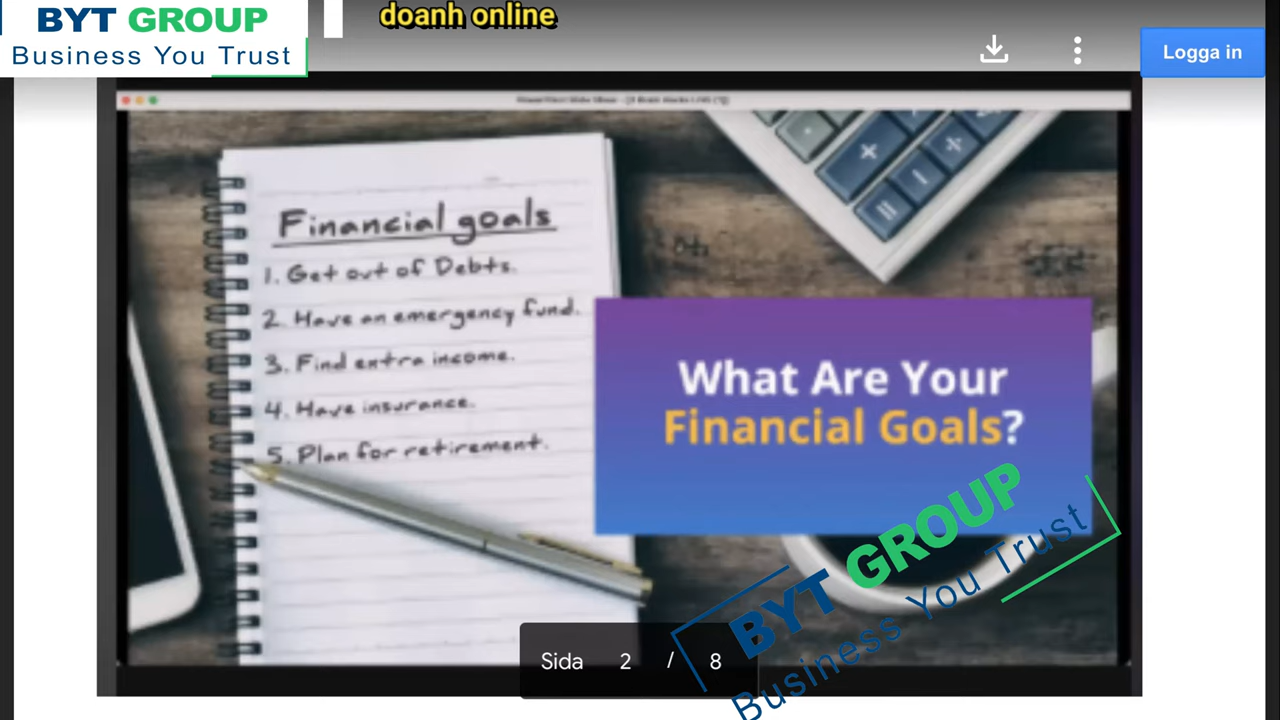 BYT GROUP
Business You Trust
doanh online
Logga in
Financial goals
1. Get out of Debts.
2. Have an emergency fund.
3. Find extra income.
4. Have insurance.
5. Plan for retirement.
What Are Your
Financial Goals?
BYT GROUP
Business You Trust
Sida 2 / 8